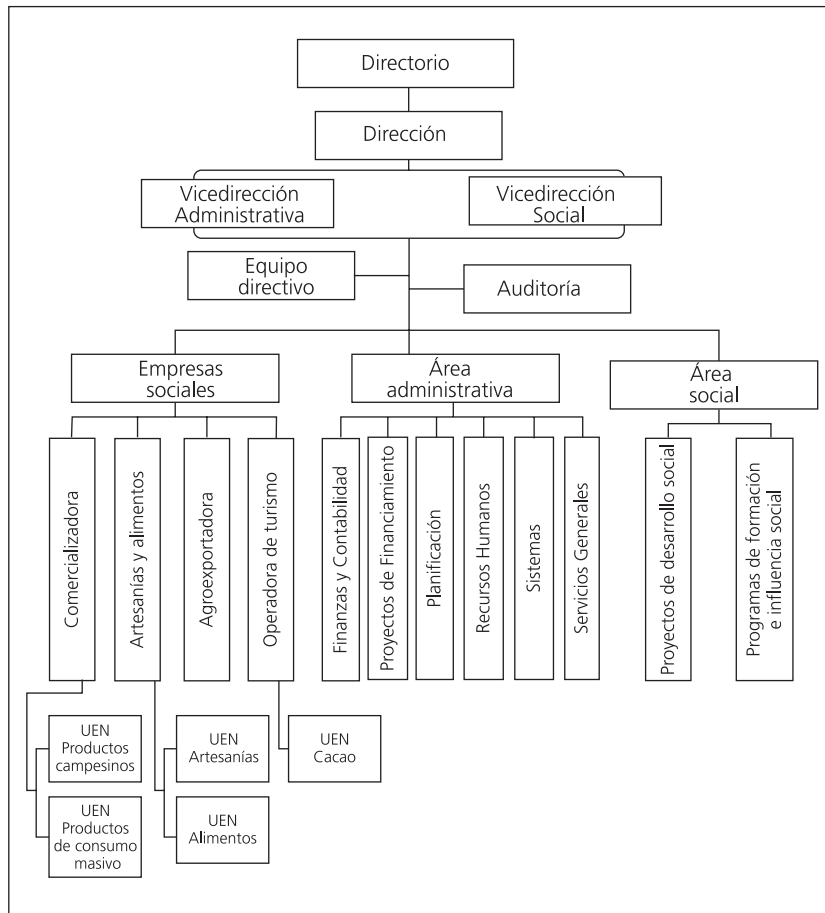 Directorio
Dirección
Vicedirección
Administrativa
Vicedirección
Social
Equipo
directivo
Auditoría
Empresas
sociales
Área
administrativa
Área
social
Comercializadora
Artesanías y alimentos
Agroexportadora
Operadora de turismo
Finanzas y Contabilidad
Proyectos de Financiamiento
Planificación
Recursos Humanos
Sistemas
Servicios Generales
Proyectos de desarrollo social
Programas de formación
e influencia social
UEN
Productos
campesinos
UEN
Artesanías
UEN
Cacao
UEN
Productos
de consumo
masivo
UEN
Alimentos